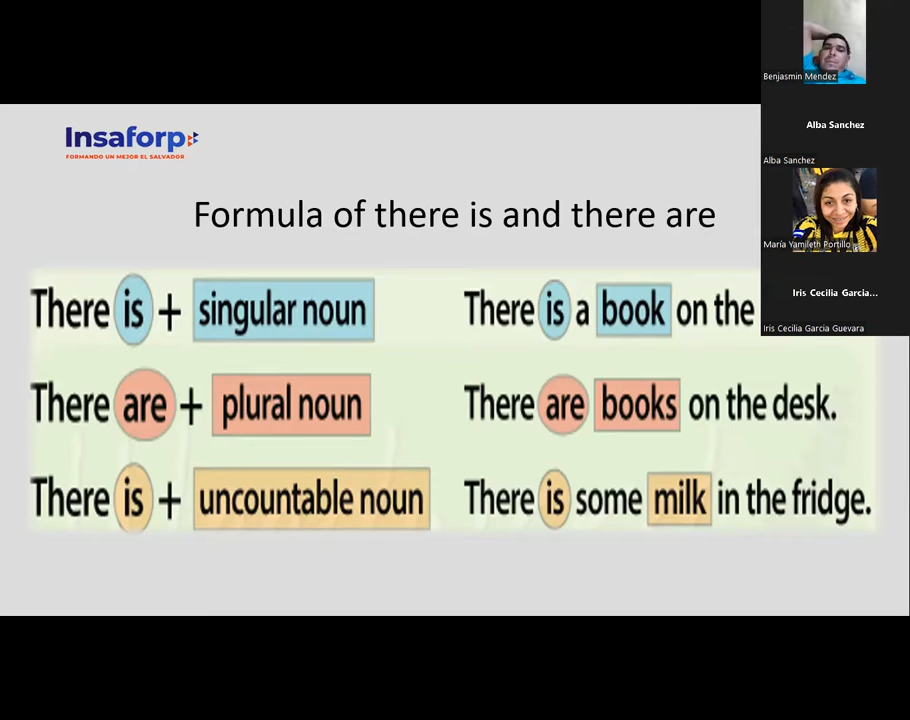 Insaforp
FORMANDO UN MEJOR EL SALVADOR
Formula of there is and there are
There is + singular noun
There is a book on the
There are + plural noun
There are books on the desk.
There is + uncountable noun
There is some milk in the fridge.
Benjasmin Mendez
Alba Sanchez
Alba Sanchez
María Yamileth Portillo
Iris Cecilia Garcia...
Iris Cecilia Garcia Guevara